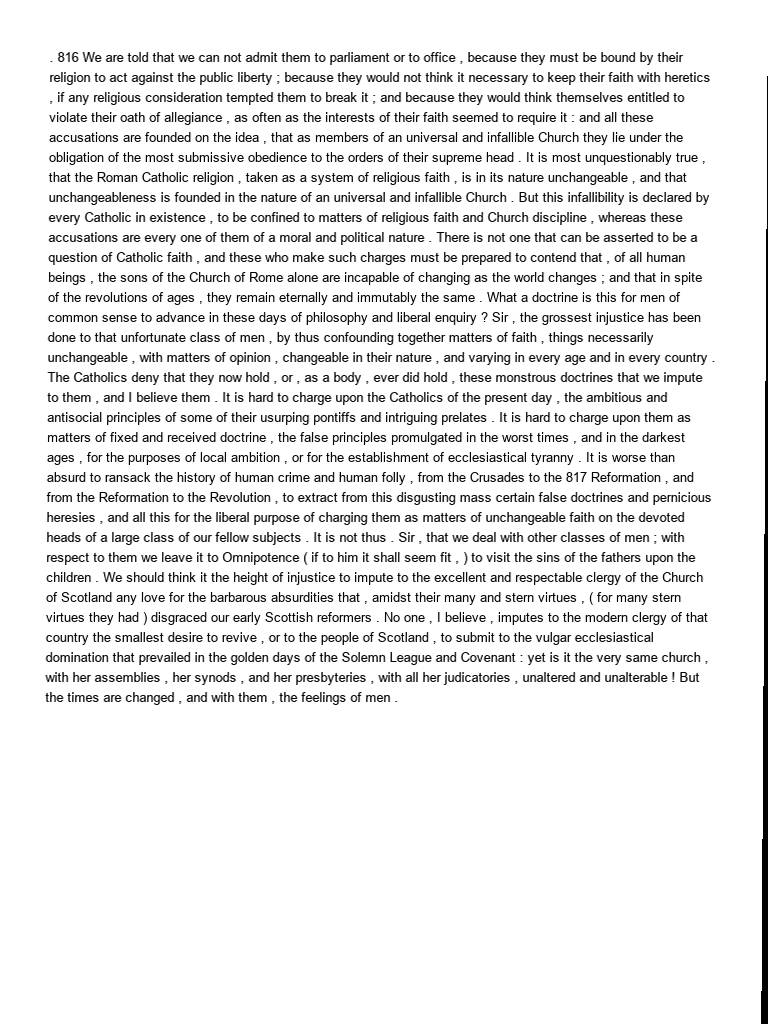 . 816 We are told that we can not admit them to parliament or to office , because they must be bound by their
religion to act against the public liberty ; because they would not think it necessary to keep their faith with heretics
, if any religious consideration tempted them to break it ; and because they would think themselves entitled to
violate their oath of allegiance , as often as the interests of their faith seemed to require it : and all these
accusations are founded on the idea , that as members of an universal and infallible Church they lie under the
obligation of the most submissive obedience to the orders of their supreme head . It is most unquestionably true ,
that the Roman Catholic religion , taken as a system of religious faith , is in its nature unchangeable , and that
unchangeableness is founded in the nature of an universal and infallible Church . But this infallibility is declared by
every Catholic in existence , to be confined to matters of religious faith and Church discipline , whereas these
accusations are every one of them of a moral and political nature . There is not one that can be asserted to be a
question of Catholic faith , and these who make such charges must be prepared to contend that , of all human
beings , the sons of the Church of Rome alone are incapable of changing as the world changes ; and that in spite
of the revolutions of ages , they remain eternally and immutably the same . What a doctrine is this for men of
common sense to advance in these days of philosophy and liberal enquiry ? Sir , the grossest injustice has been
done to that unfortunate class of men , by thus confounding together matters of faith , things necessarily
unchangeable , with matters of opinion , changeable in their nature , and varying in every age and in every country .
The Catholics deny that they now hold , or , as a body , ever did hold , these monstrous doctrines that we impute
to them , and I believe them . It is hard to charge upon the Catholics of the present day , the ambitious and
antisocial principles of some of their usurping pontiffs and intriguing prelates . It is hard to charge upon them as
matters of fixed and received doctrine , the false principles promulgated in the worst times , and in the darkest
ages , for the purposes of local ambition , or for the establishment of ecclesiastical tyranny . It is worse than
absurd to ransack the history of human crime and human folly , from the Crusades to the 817 Reformation , and
from the Reformation to the Revolution , to extract from this disgusting mass certain false doctrines and pernicious
heresies , and all this for the liberal purpose of charging them as matters of unchangeable faith on the devoted
heads of a large class of our fellow subjects . It is not thus . Sir , that we deal with other classes of men ; with
respect to them we leave it to Omnipotence ( if to him it shall seem fit , ) to visit the sins of the fathers upon the
children . We should think it the height of injustice to impute to the excellent and respectable clergy of the Church
of Scotland any love for the barbarous absurdities that , amidst their many and stern virtues , ( for many stern
virtues they had ) disgraced our early Scottish reformers . No one , I believe , imputes to the modern clergy of that
country the smallest desire to revive , or to the people of Scotland , to submit to the vulgar ecclesiastical
domination that prevailed in the golden days of the Solemn League and Covenant : yet is it the very same church ,
with her assemblies , her synods , and her presbyteries , with all her judicatories , unaltered and unalterable ! But
the times are changed , and with them , the feelings of men .